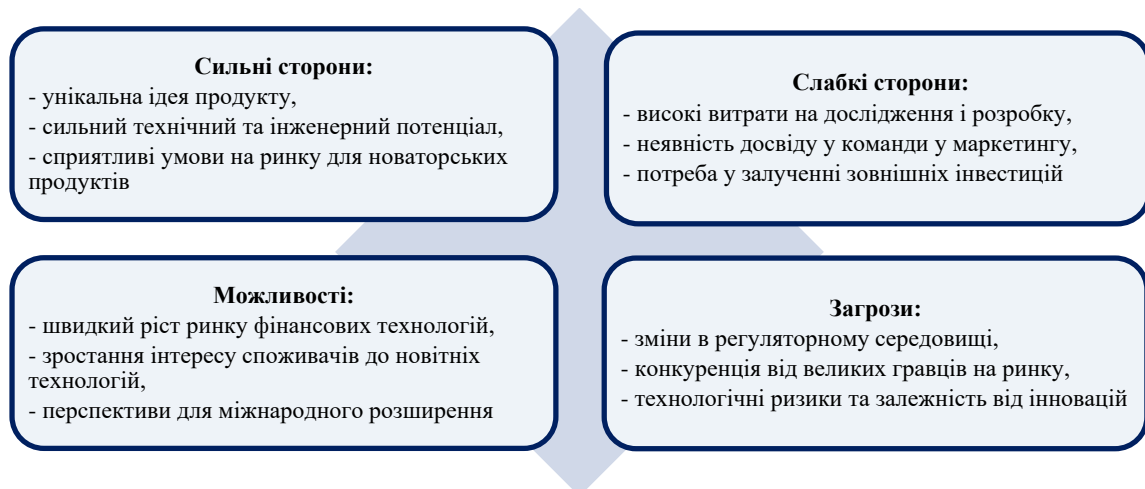 Сильні сторони:
- унікальна ідея продукту,
- сильний технічний та інженерний потенціал,
- сприятливі умови на ринку для новаторських
продуктів
Слабкі сторони:
- високі витрати на дослідження і розробку,
- неявність досвіду у команди у маркетингу,
- потреба у залученні зовнішніх інвестицій
Можливості:
- швидкий ріст ринку фінансових технологій,
- зростання інтересу споживачів до новітніх
технологій,
- перспективи для міжнародного розширення
Загрози:
- зміни в регуляторному середовищі,
- конкуренція від великих гравців на ринку,
- технологічні ризики та залежність від інновацій